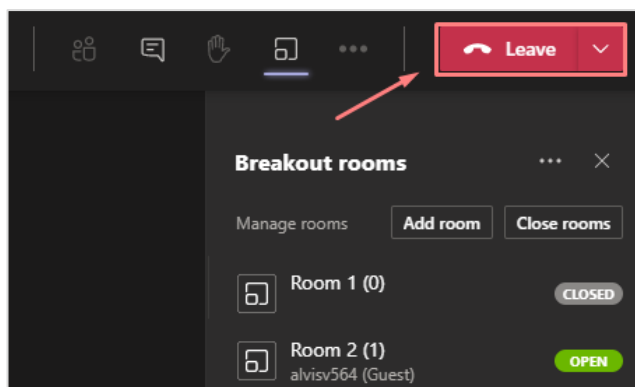 Leave
Breakout rooms
Manage rooms Add room Close rooms
Room 1 (0)
CLOSED
Room 2 (1)
OPEN
alvisv564 (Guest)